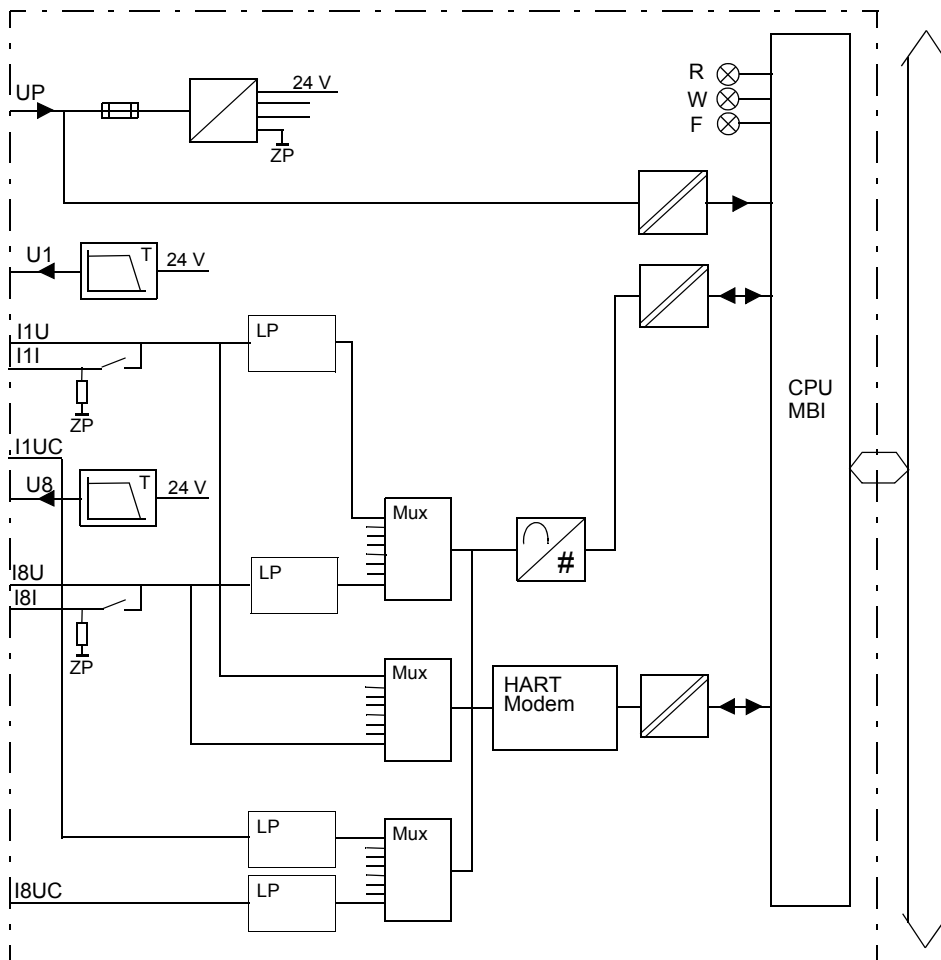 R
UP
24 V
W
F
ZP
U1
T
24 V
I1U
LP
I1I
CPU
MBI
ZP
I1UC
U8
T
24 V
Mux
#
I8U
LP
I8I
ZP
Mux
HART
Modem
LP
Mux
I8UC
LP